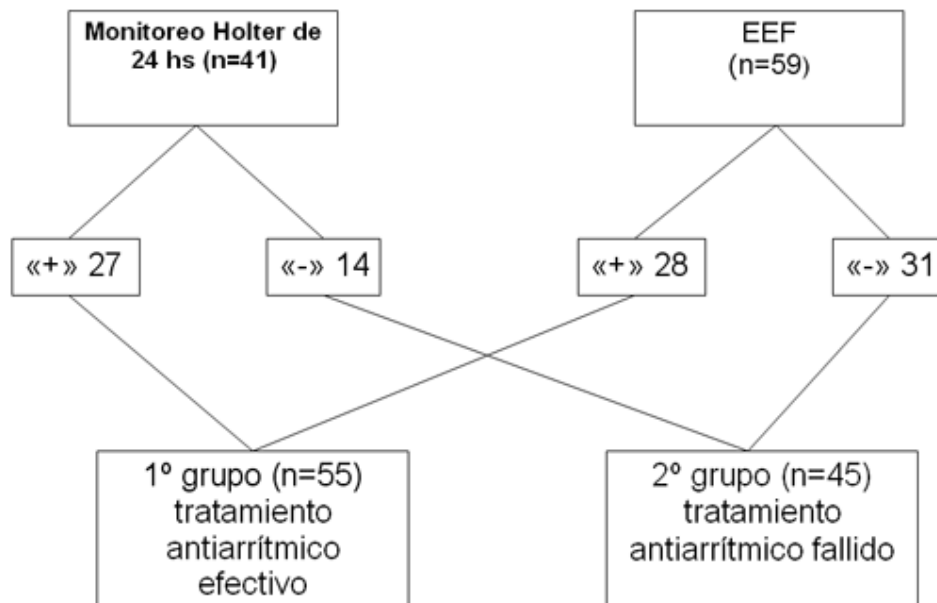 Monitoreo Holter de
24 hs (n=41)
EEF
(n=59)
«+» 27
«-» 14
«+» 28
«-» 31
1º grupo (n=55)
tratamiento
antiarrítmico
efectivo
2º grupo (n=45)
tratamiento
antiarrítmico fallido